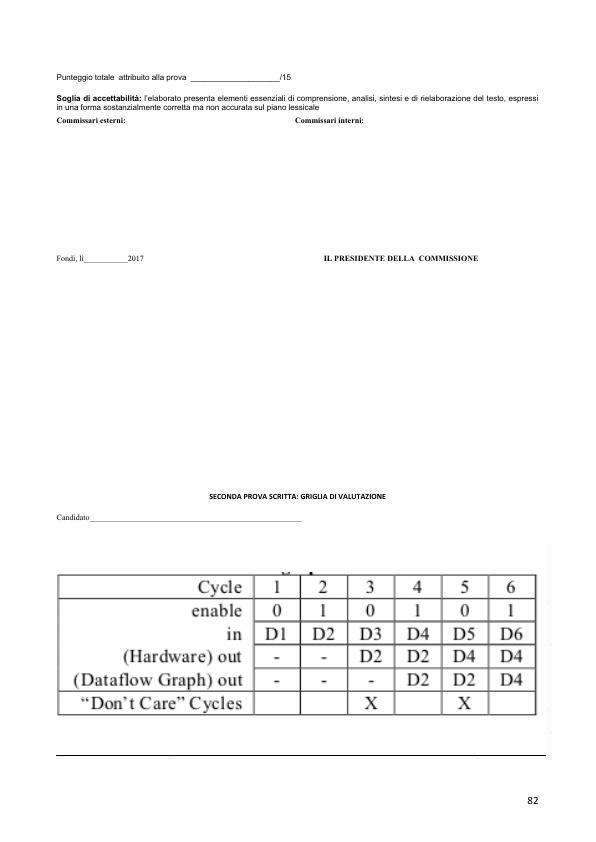 Punteggio totale attribuito alla prova ____________________/15
Soglia di accettabilità: l'elaborato presenta elementi essenziali di comprensione, analisi, sintesi e di rielaborazione del testo, espressi
in una forma sostanzialmente corretta ma non accurata sul piano lessicale
Commissari esterni: Commissari interni:
Fondi, lì___________2017 IL PRESIDENTE DELLA COMMISSIONE
SECONDA PROVA SCRITTA: GRIGLIA DI VALUTAZIONE
Candidato_____________________________________________________
Cycle 1 2 3 4 5 6
enable 0 1 0 1 0 1
in D1 D2 D3 D4 D5 D6
(Hardware) out - - D2 D2 D4 D4
(Dataflow Graph) out - - - D2 D2 D4
“Don’t Care” Cycles X X
82